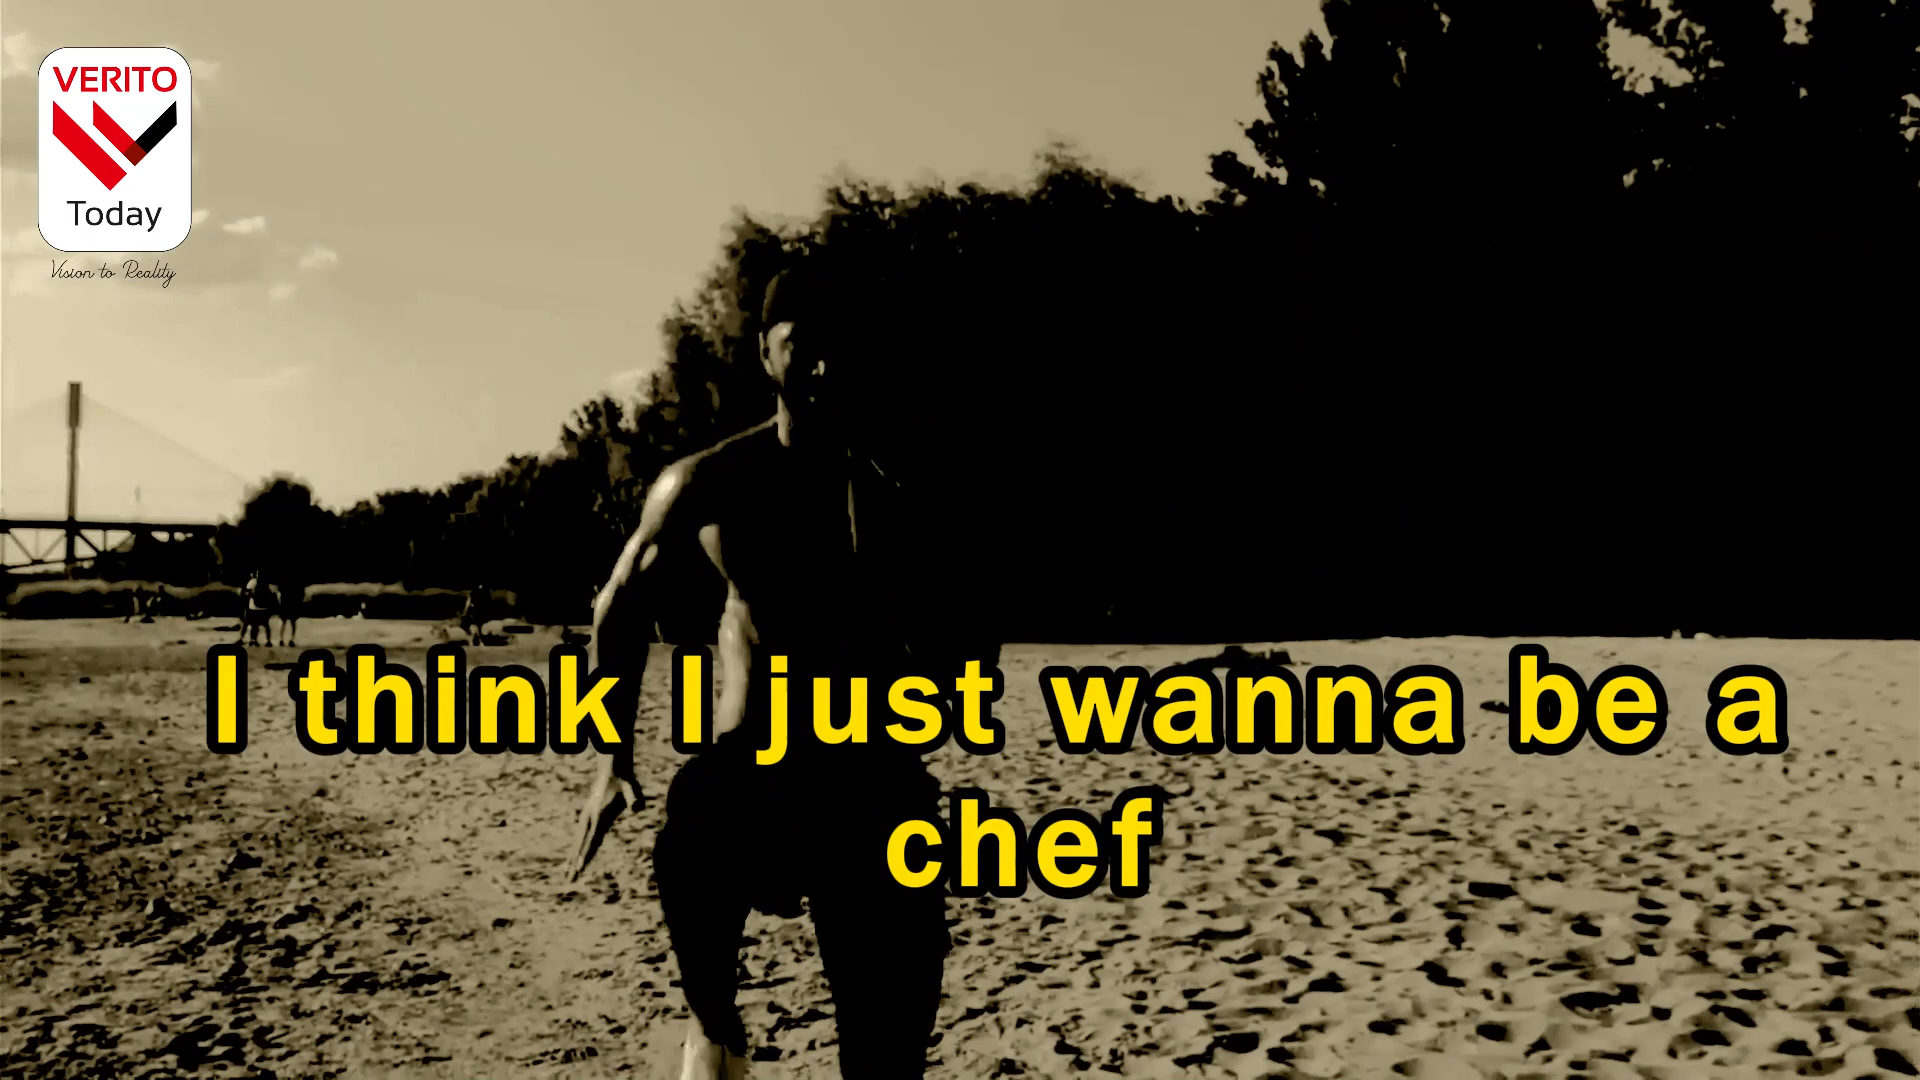 VERITO
Today
Vision to Reality
I think I just wanna be a
chef